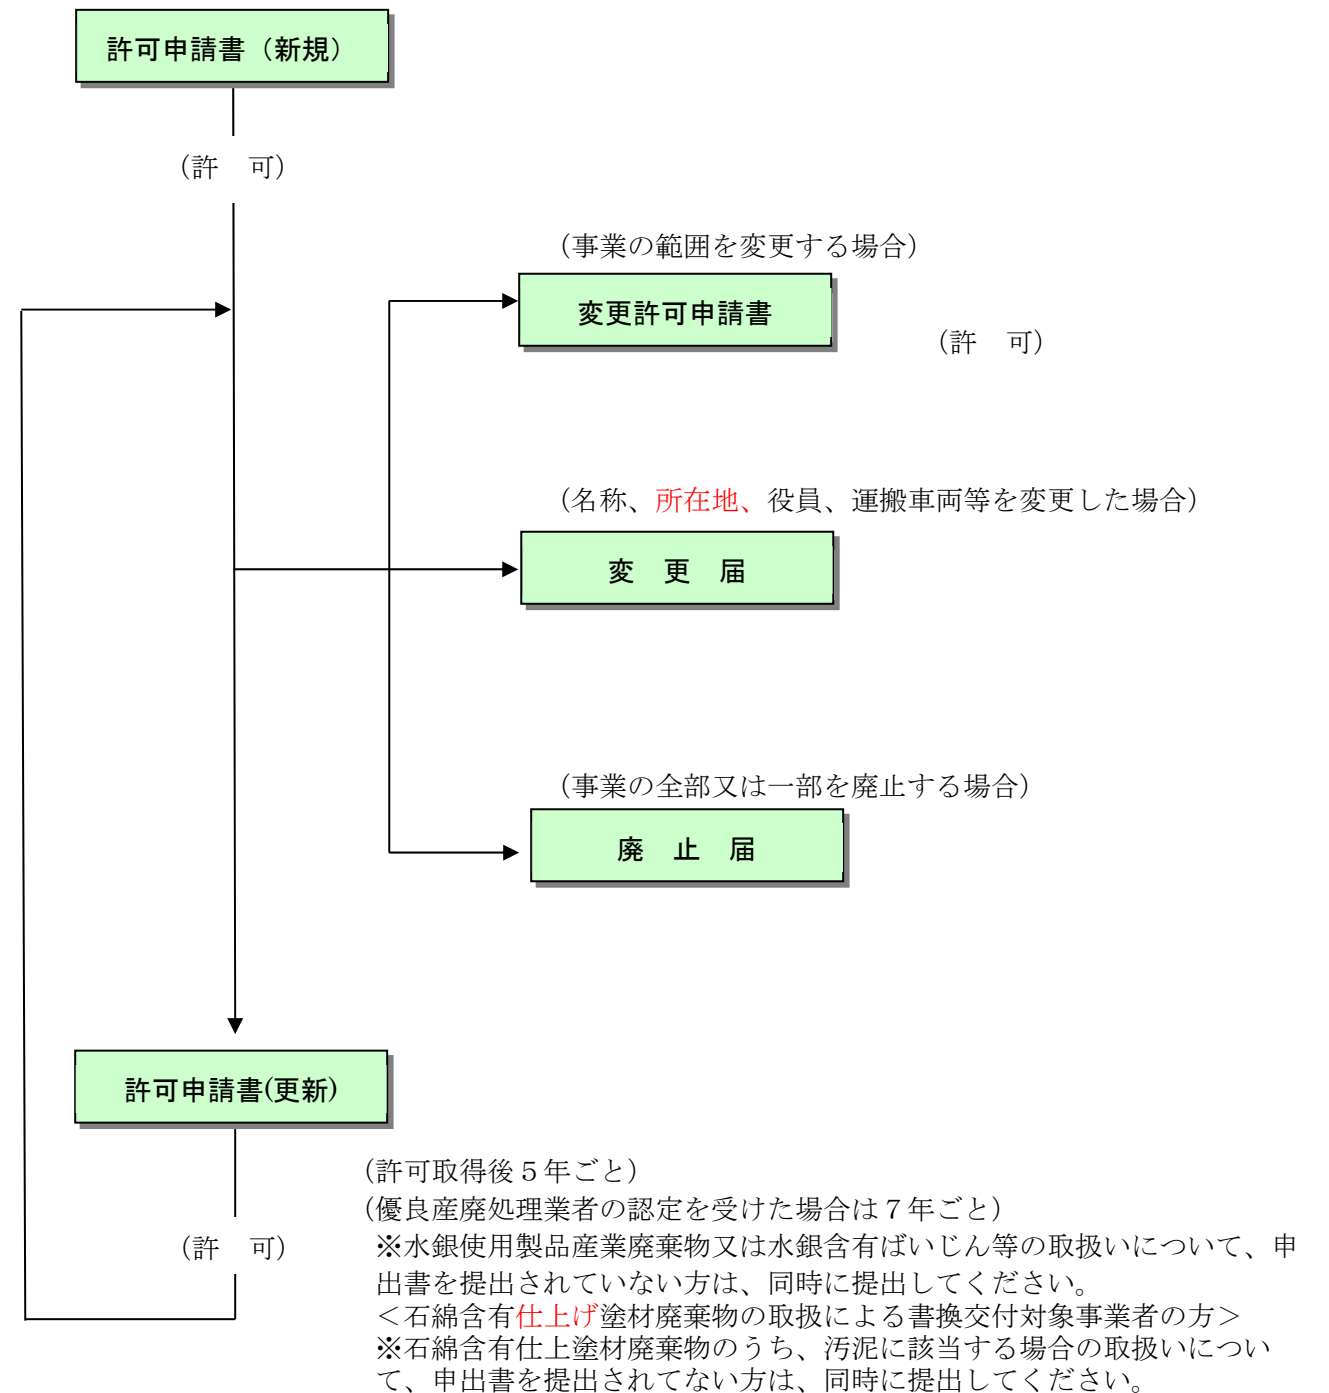 許可申請書（新規）
（許　可）
（事業の範囲を変更する場合）
変更許可申請書
（許　可）
（名称、所在地、役員、運搬車両等を変更した場合）
変　更　届
（事業の全部又は一部を廃止する場合）
廃　止　届
許可申請書(更新)
（許可取得後５年ごと）
（優良産廃処理業者の認定を受けた場合は７年ごと）
（許　可）
※水銀使用製品産業廃棄物又は水銀含有ばいじん等の取扱いについて、申
出書を提出されていない方は、同時に提出してください。
＜石綿含有仕上げ塗材廃棄物の取扱による書換交付対象事業者の方＞
※石綿含有仕上塗材廃棄物のうち、汚泥に該当する場合の取扱いについ
て、申出書を提出されてない方は、同時に提出してください。